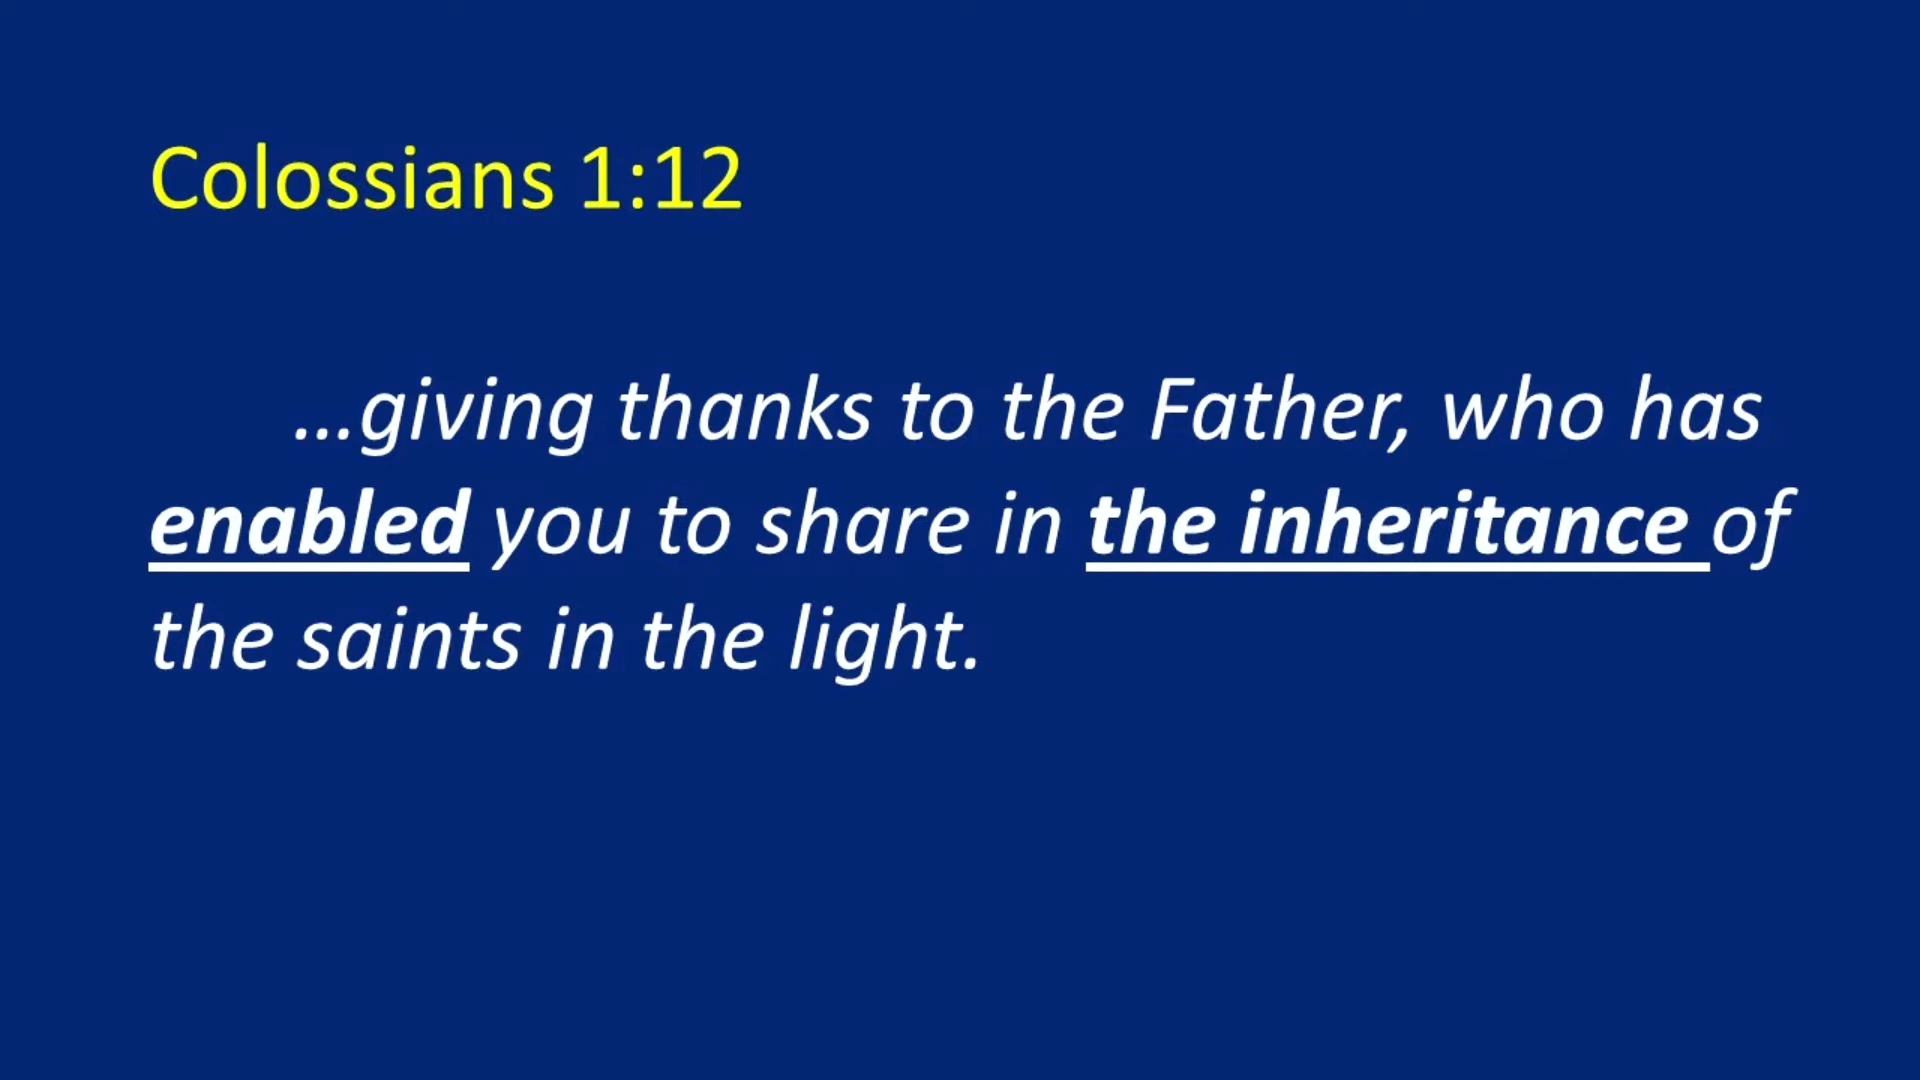 Colossians 1:12
…giving thanks to the Father, who has
enabled you to share in the inheritance of
the saints in the light.